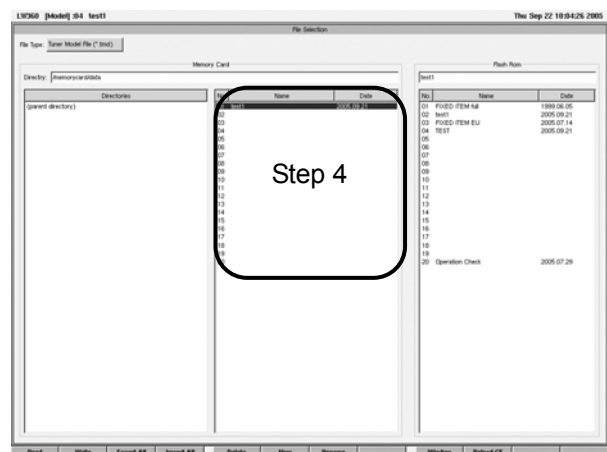 LW360 [Model] :04 test1 Thu Sep 22 10:04:26 2005
File Selection
File Type: Tuner Model File (*.tmd)
Memory Card
Flash Rom
Directry: /memorycard/data
test1
Directories
No. Name Date
No. Name Date
(parent directory)
test1 2005.09.21
02
03
04
05
06
07
08
09
10
11
12
13
14
15
16
17
18
19
Step 4
01 FIXED ITEM full 1999.06.05
02 test1 2005.09.21
03 FIXED ITEM EU 2005.07.14
04 TEST 2005.09.21
05
06
07
08
09
10
11
12
13
14
15
16
17
18
19
20 Operation Check 2005.07.29
Read Write Delete New Rename Window